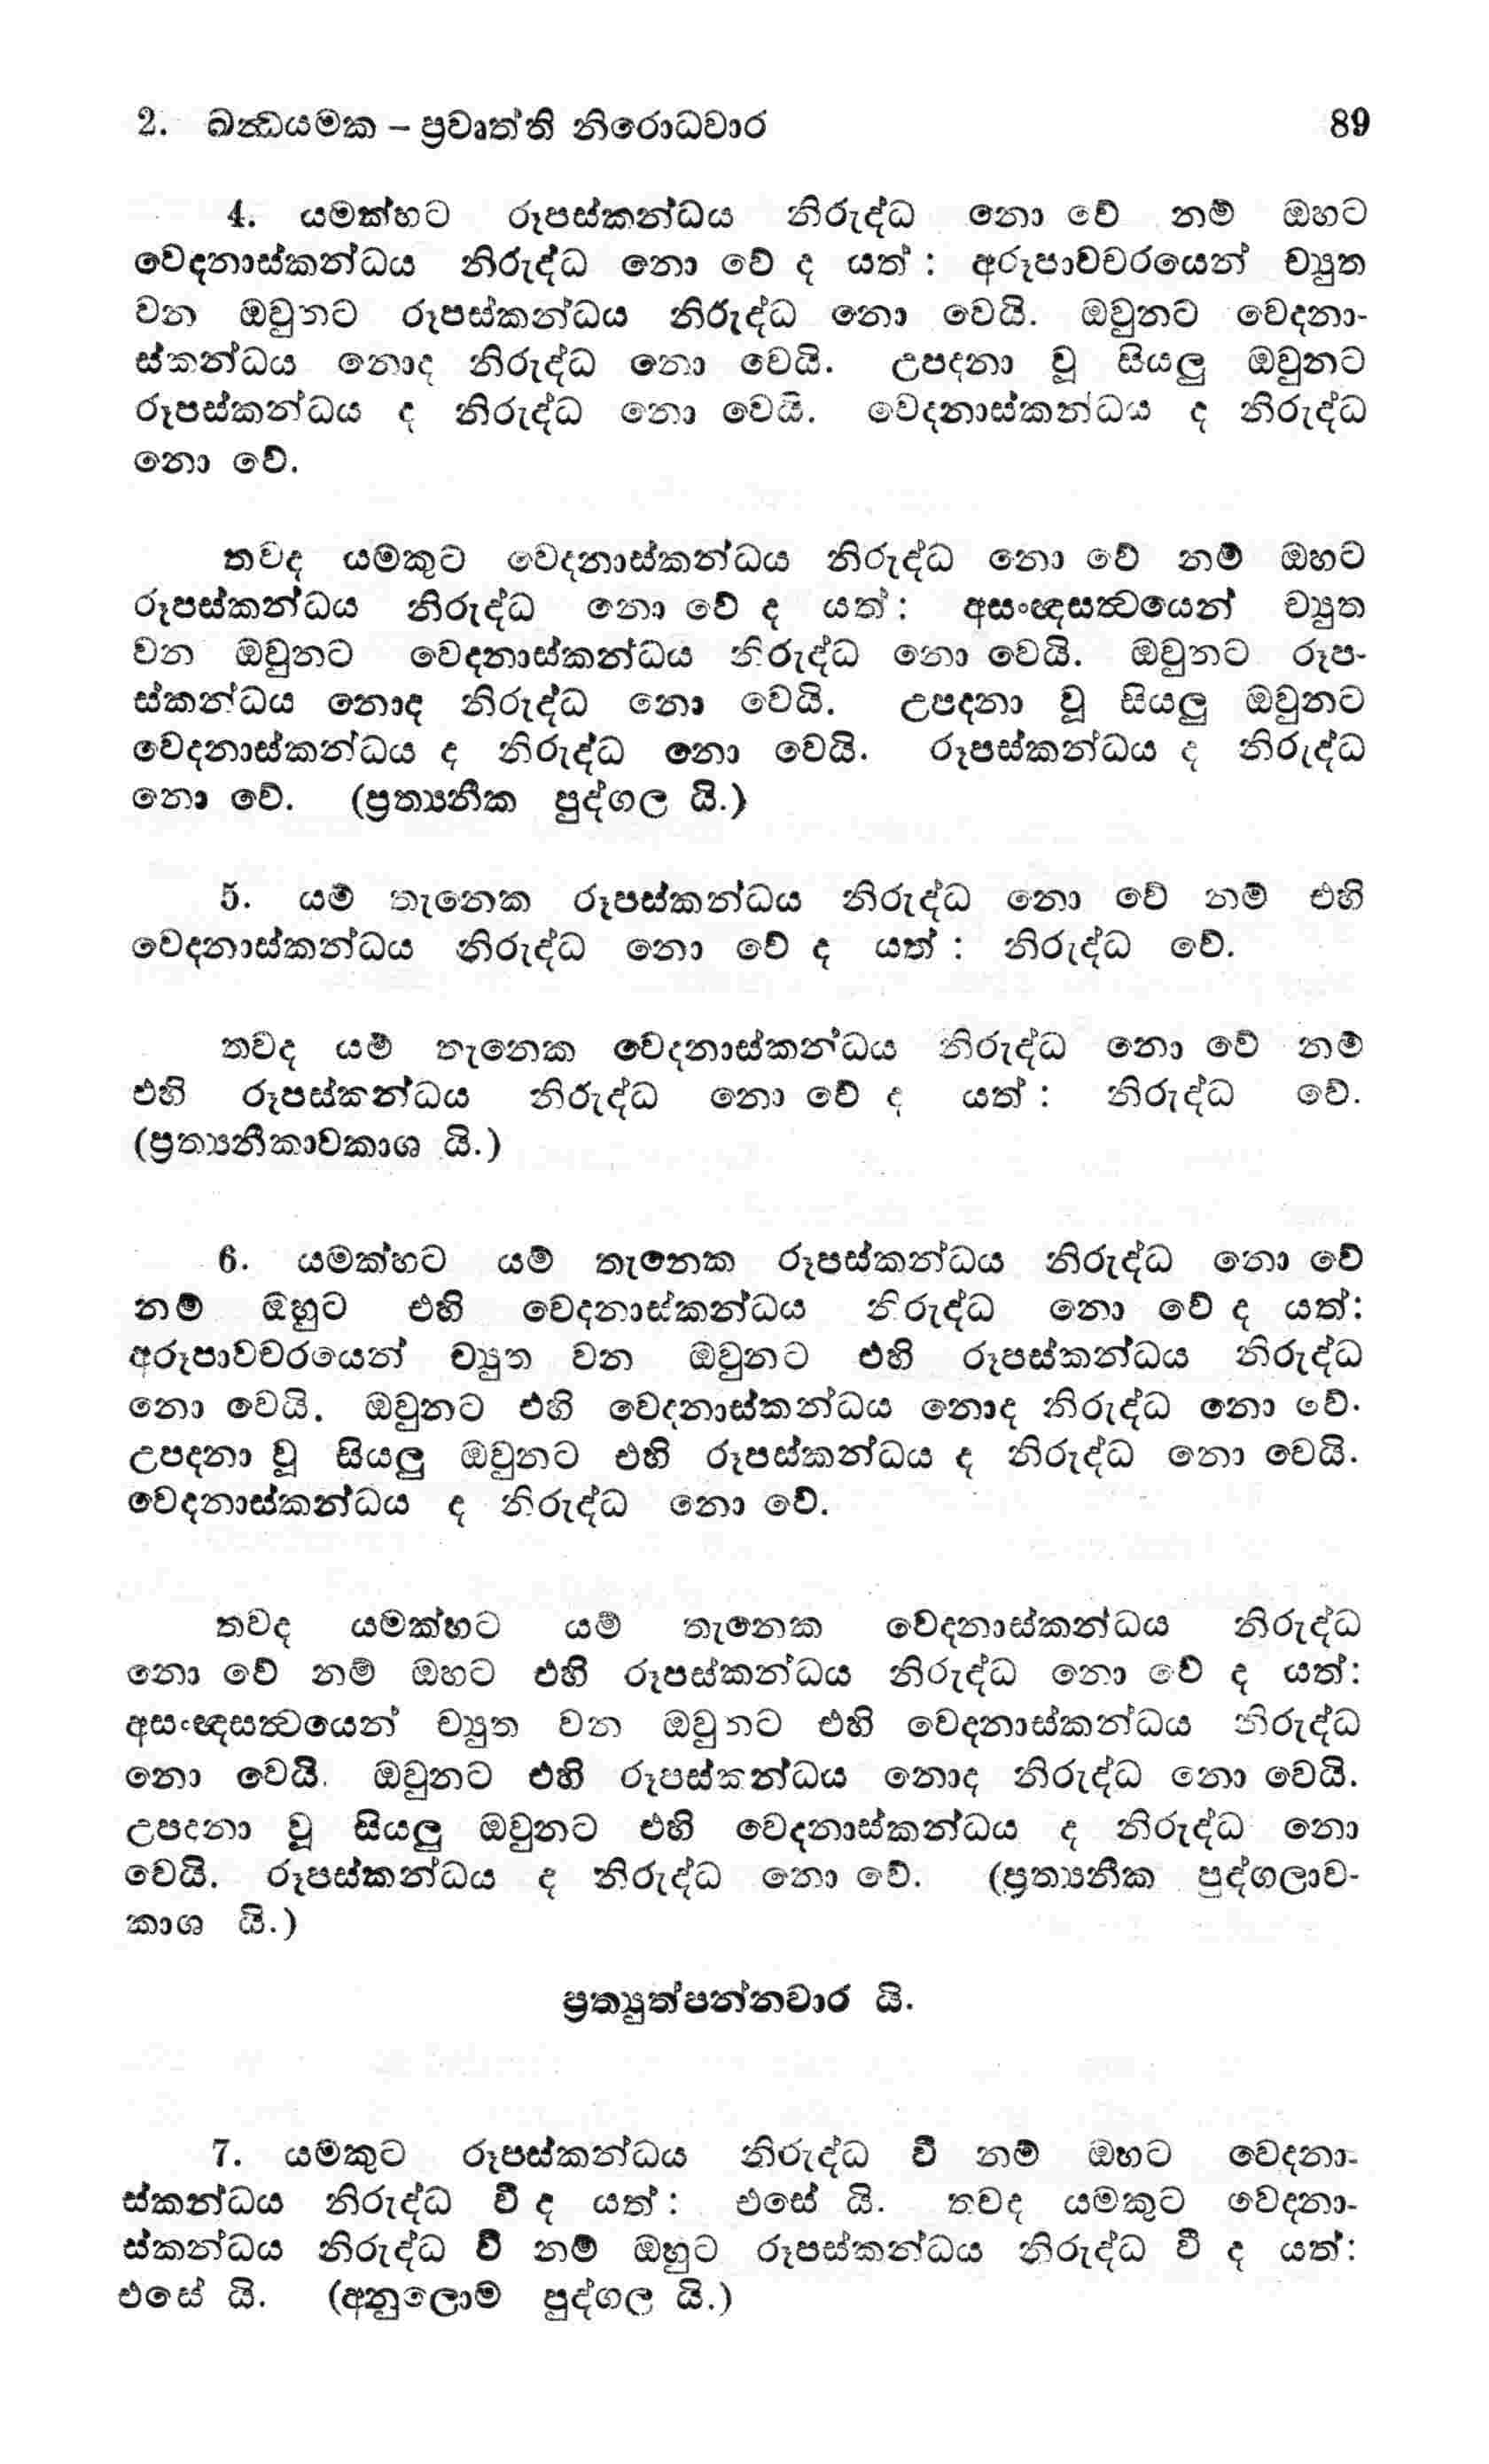 2. ඛන්ධයමක – ප්‍රවෘත්ති නිරොධවාර 89
4. යමක්හට රූපස්කන්ධය නිරුද්ධ නො වේ නම් ඔහට
වෙදනාස්කන්ධය නිරුද්ධ නො වේ ද යත් : අරූපාවචරයෙන් ච්‍යුත
වන ඔවුනට රූපස්කන්ධය නිරුද්ධ නො වෙයි. ඔවුනට වෙදනා-
ස්කන්ධය නොද නිරුද්ධ නො වෙයි. උපදනා වූ සියලු ඔවුනට
රූපස්කන්ධය ද නිරුද්ධ නො වෙයි. වෙදනාස්කන්ධය ද නිරුද්ධ
නො වේ.
තවද යමකුට වෙදනාස්කන්ධය නිරුද්ධ නො වේ නම් ඔහට
රූපස්කන්ධය නිරුද්ධ නො වේ ද යත් : අසංඥසත්‍වයෙන් ච්‍යුත
වන ඔවුනට වෙදනාස්කන්ධය නිරුද්ධ නො වෙයි. ඔවුනට රූප-
ස්කන්ධය නොද නිරුද්ධ නො වෙයි. උපදනා වූ සියලු ඔවුනට
වෙදනාස්කන්ධය ද නිරුද්ධ නො වෙයි. රූපස්කන්ධය ද නිරුද්ධ
නො වේ. (ප්‍රත්‍යනීක පුද්ගල යි.)
5. යම් තැනෙක රූපස්කන්ධය නිරුද්ධ නො වේ නම් එහි
වෙදනාස්කන්ධය නිරුද්ධ නො වේ ද යත් : නිරුද්ධ වේ.
තවද යම් තැනෙක වෙදනාස්කන්ධය නිරුද්ධ නො වේ නම්
එහි රූපස්කන්ධය නිරුද්ධ නො වේ ද යත් : නිරුද්ධ වේ.
(ප්‍රත්‍යනීකාවකාශ යි.)
6. යමක්හට යම් තැනෙක රූපස්කන්ධය නිරුද්ධ නො වේ
නම් ඔහුට එහි වෙදනාස්කන්ධය නිරුද්ධ නො වේ ද යත්:
අරූපාවචරයෙන් ච්‍යුත වන ඔවුනට එහි රූපස්කන්ධය නිරුද්ධ
නො වෙයි. ඔවුනට එහි වෙදනාස්කන්ධය නොද නිරුද්ධ නො වේ.
උපදනා වූ සියලු ඔවුනට එහි රූපස්කන්ධය ද නිරුද්ධ නො වෙයි.
වෙදනාස්කන්ධය ද නිරුද්ධ නො වේ.
තවද යමක්හට යම් තැනෙක වෙදනාස්කන්ධය නිරුද්ධ
නො වේ නම් ඔහට එහි රූපස්කන්ධය නිරුද්ධ නො වේ ද යත්:
අසංඥසත්‍වයෙන් ච්‍යුත වන ඔවුනට එහි වෙදනාස්කන්ධය නිරුද්ධ
නො වෙයි. ඔවුනට එහි රූපස්කන්ධය නොද නිරුද්ධ නො වෙයි.
උපදනා වූ සියලු ඔවුනට එහි වෙදනාස්කන්ධය ද නිරුද්ධ නො
වෙයි. රූපස්කන්ධය ද නිරුද්ධ නො වේ. (ප්‍රත්‍යනීක පුද්ගලාව-
කාශ යි.)
ප්‍රත්‍යුත්පන්නවාර යි.
7. යමකුට රූපස්කන්ධය නිරුද්ධ වී නම් ඔහට වෙදනා-
ස්කන්ධය නිරුද්ධ වී ද යත් : එසේ යි. තවද යමකුට වෙදනා-
ස්කන්ධය නිරුද්ධ වී නම් ඔහුට රූපස්කන්ධය නිරුද්ධ වී ද යත්:
එසේ යි. (අනුලොම පුද්ගල යි.)